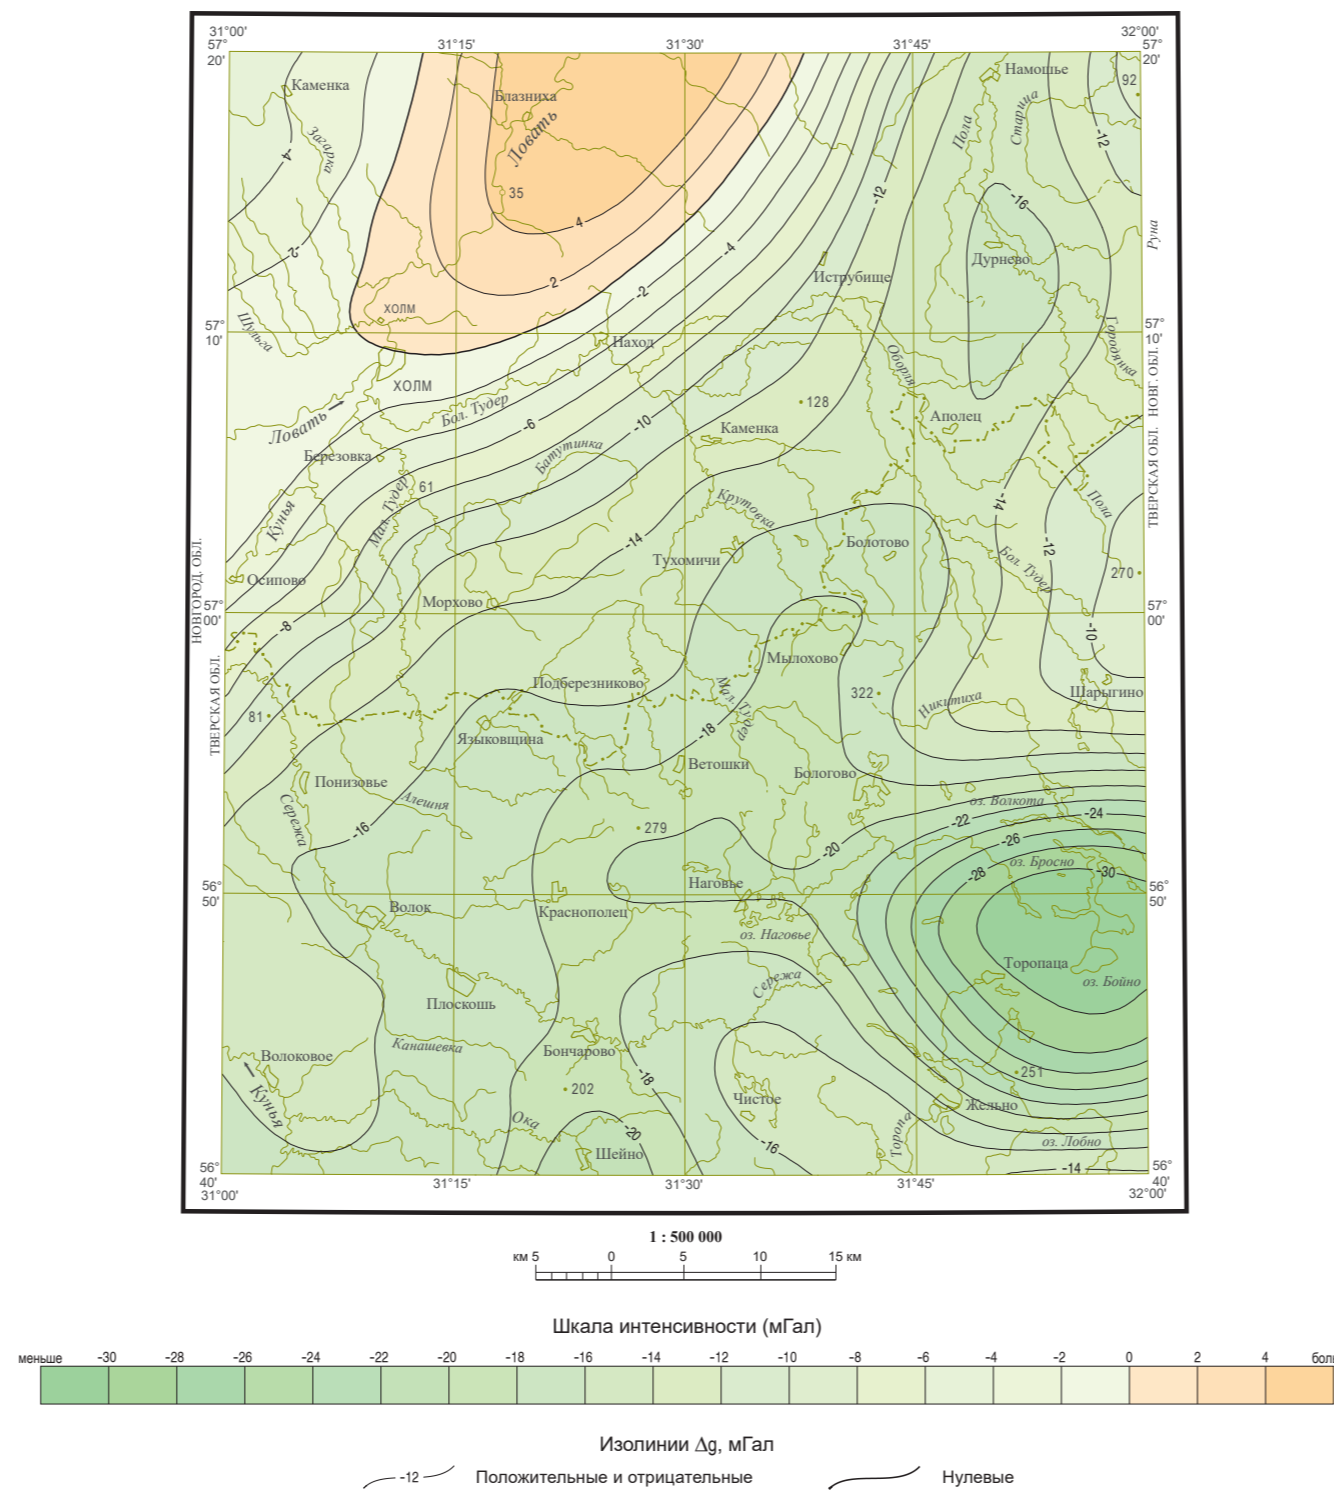 31°00'
31°15'
31°30'
31°45'
32°00'
57°
20'
57°
20'
Каменка
Блазниха
Намошье
92
Загарка
Ловать
Пола
Старица
-4
-12
-12
35
-16
4
Руна
-2
-4
Дурнево
2
-2
Иструбище
ХОЛМ
57°
10'
Шульга
Наход
Оборля
Городянка
57°
10'
ХОЛМ
128
Бол. Тудер
Аполец
НОВГ. ОБЛ.
ТВЕРСКАЯ ОБЛ.
Ловать
-6
-10
Каменка
Березовка
Батутинка
61
Мал. Тудер
Кунья
Крутовка
-14
Пола
-14
Болотово
-12
Тухомичи
Бол. Тудер
270
НОВГОРОД. ОБЛ.
ТВЕРСКАЯ ОБЛ.
Осипово
Морхово
57°
00'
57°
00'
-8
-10
Мылохово
Подберезниково
322
Шарыгино
Мал. Тудер
Никитиха
81
-18
Языковщина
Ветошки
Бологово
Понизовье
Алешня
Сережа
оз. Волкота
-22
-24
-16
279
-20
-26
оз. Бросно
-28
-30
56°
50'
Наговье
56°
50'
Волок
Краснополец
оз. Наговье
Торопаца
Сережа
оз. Бойно
Плоскошь
Канашевка
Бончарово
Волоковое
-18
251
202
Кунья
Чистое
Жельно
Ока
-20
Торопа
-16
Шейно
оз. Лобно
-14
56°
40'
56°
40'
31°00'
31°15'
31°30'
31°45'
32°00'
1 : 500 000
км 5 0 5 10 15 км
Шкала интенсивности (мГал)
меньше -30 -28 -26 -24 -22 -20 -18 -16 -14 -12 -10 -8 -6 -4 -2 0 2 4 боль
Изолинии Δg, мГал
-12 Положительные и отрицательные Нулевые